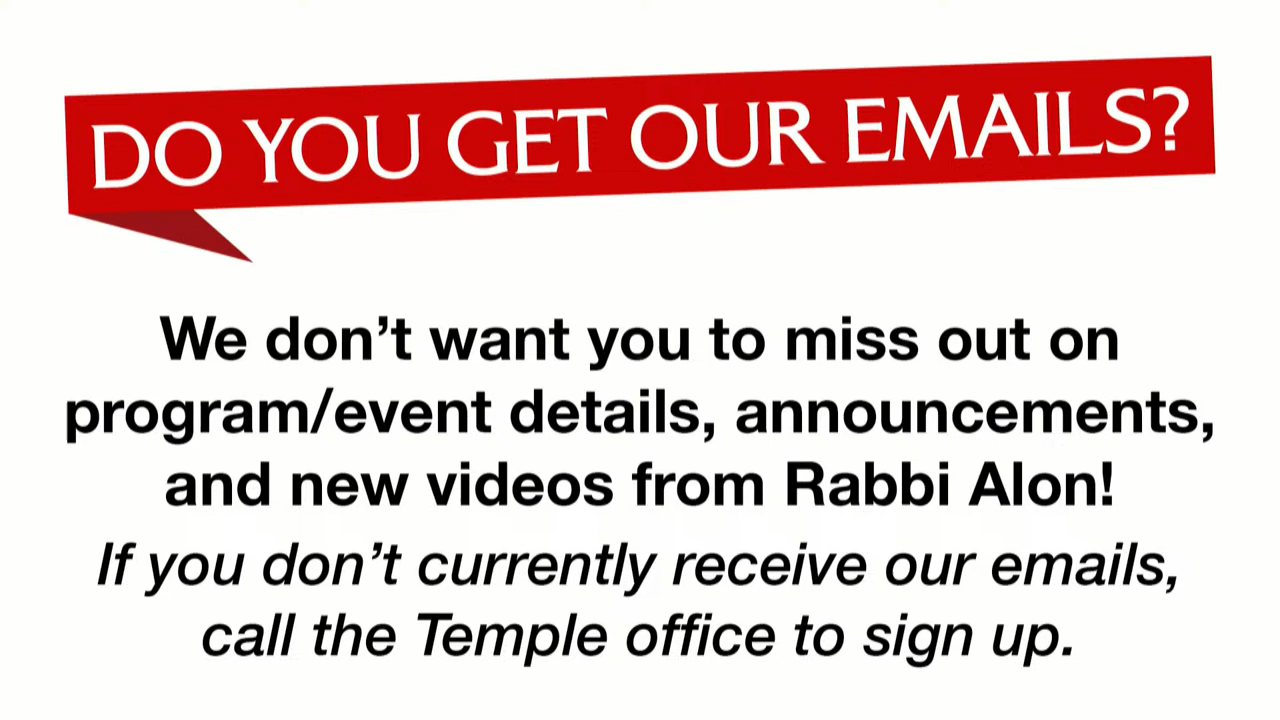 DO YOU GET OUR EMAILS?
We don’t want you to miss out on
program/event details, announcements,
and new videos from Rabbi Alon!
If you don’t currently receive our emails,
call the Temple office to sign up.